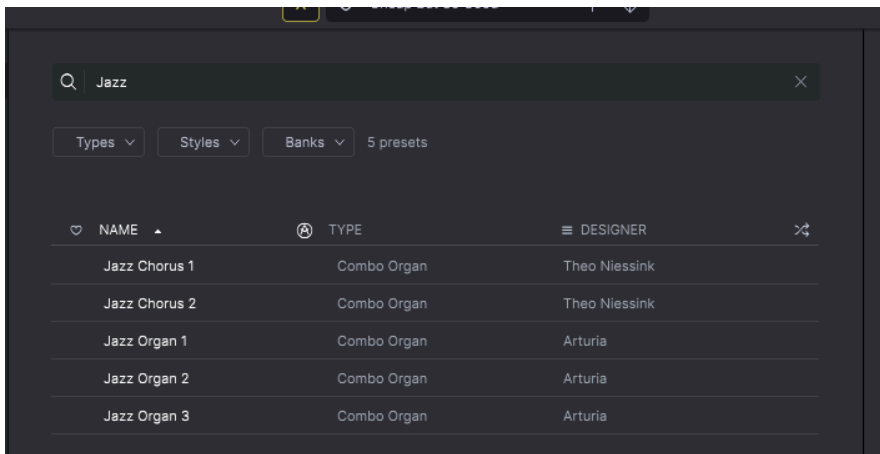 Jazz
Types Styles Banks 5 presets
NAME TYPE DESIGNER
Jazz Chorus 1 Combo Organ Theo Niessink
Jazz Chorus 2 Combo Organ Theo Niessink
Jazz Organ 1 Combo Organ Arturia
Jazz Organ 2 Combo Organ Arturia
Jazz Organ 3 Combo Organ Arturia